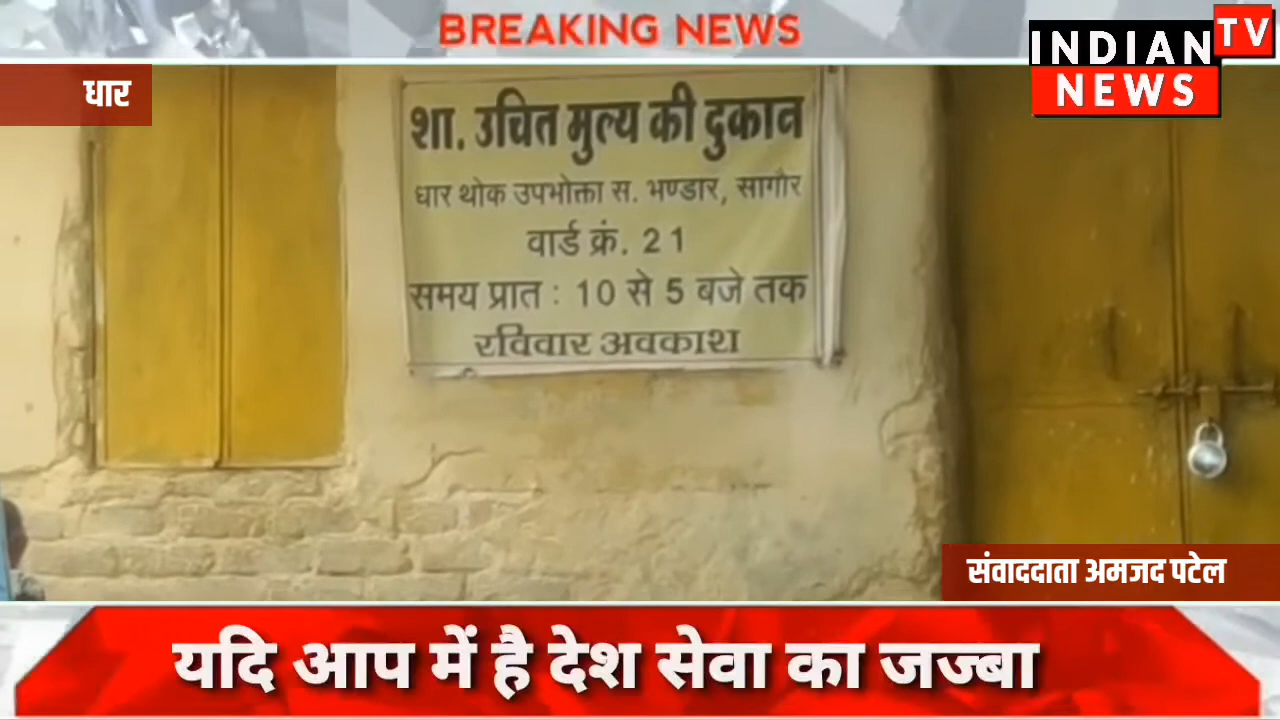 BREAKING NEWS
INDIAN TV
NEWS
धार
शा. उचित मुल्य की दुकान
धार थोक उपभोक्ता स. भण्डार, सागौर
वार्ड क्रं. 21
समय प्रात : 10 से 5 बजे तक
रविवार अवकाश
संवाददाता अमजद पटेल
यदि आप में है देश सेवा का जज्बा